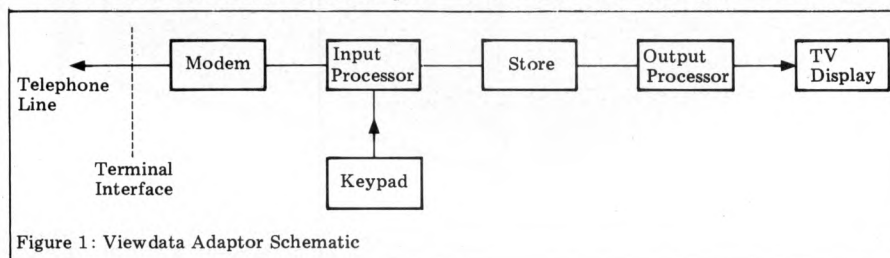 Modem
Input
Processor
Store
Output
Processor
TV
Display
Telephone
Line
Terminal
Interface
Keypad
Figure 1: Viewdata Adaptor Schematic